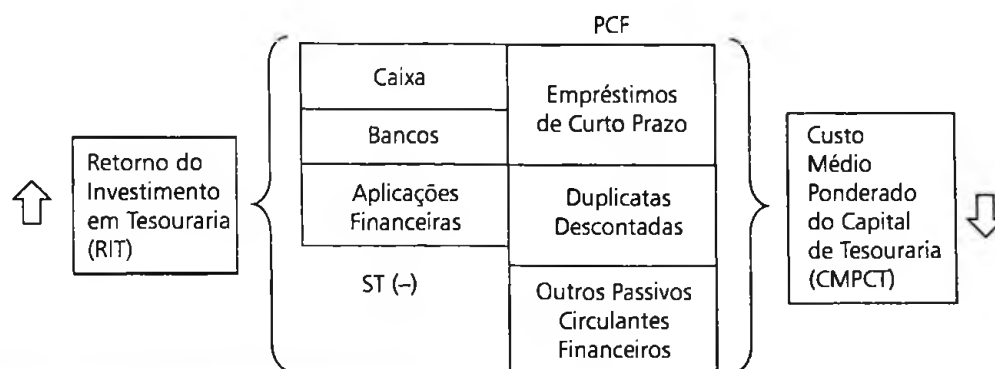 PCF
Retorno do
Investimento
em Tesouraria
(RIT)
Caixa
Bancos
Aplicações
Financeiras
ST (–)
Empréstimos
de Curto Prazo
Duplicatas
Descontadas
Outros Passivos
Circulantes
Financeiros
Custo
Médio
Ponderado
do Capital
de Tesouraria
(CMPCT)